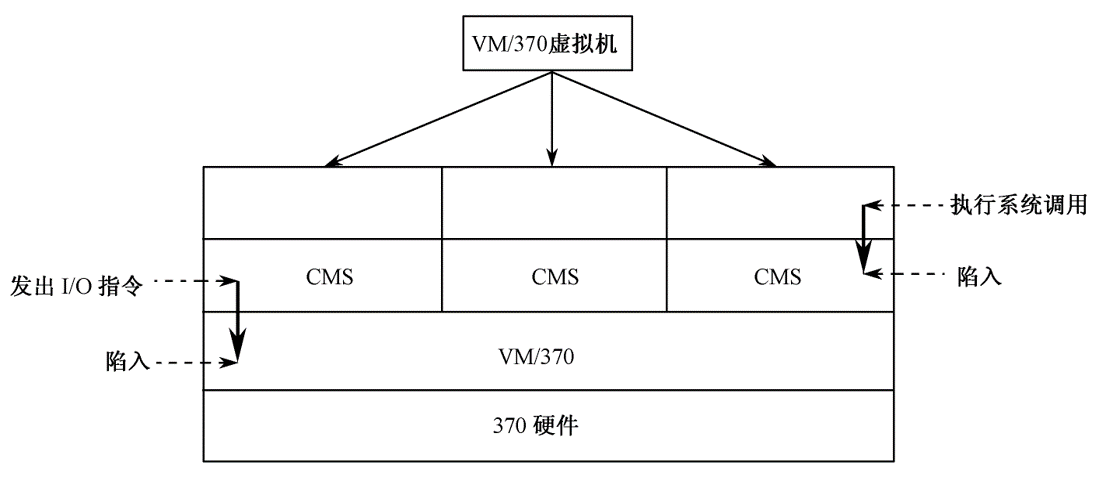 VM/370虚拟机
执行系统调用
发出 I/O 指令
CMS
CMS
CMS
陷入
陷入
VM/370
370 硬件